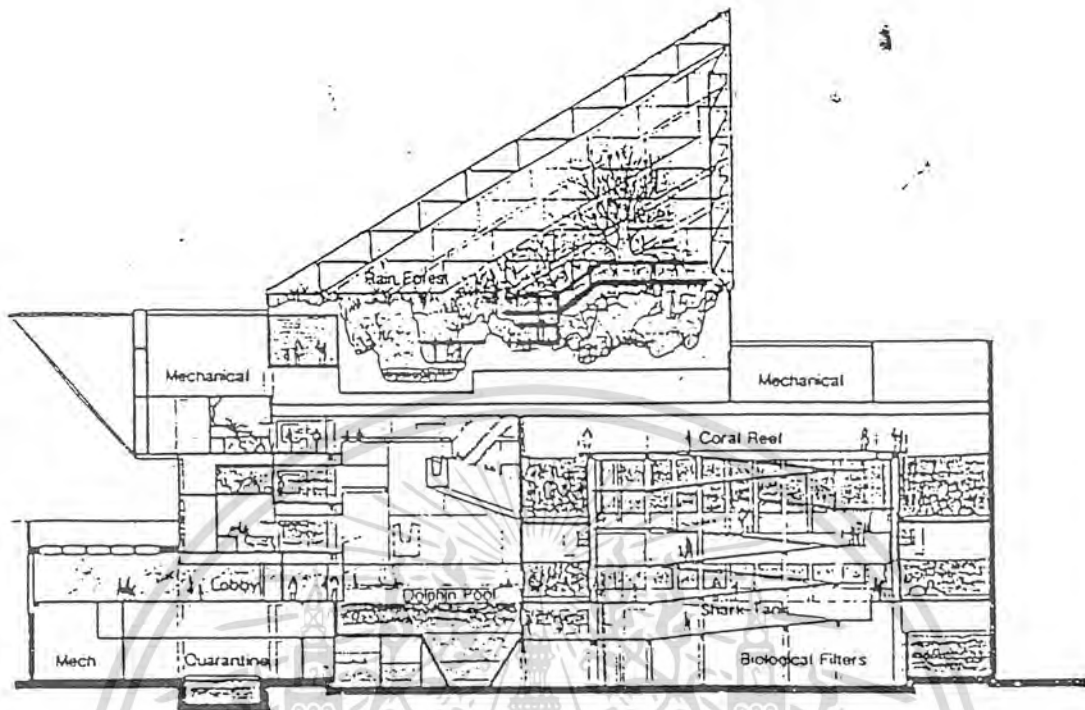 Rain Forest
Mechanical
Mechanical
Coral Reef
Lobby
Dolphin Pool
Shark Tank
Mech
Quarantine
Biological Filters